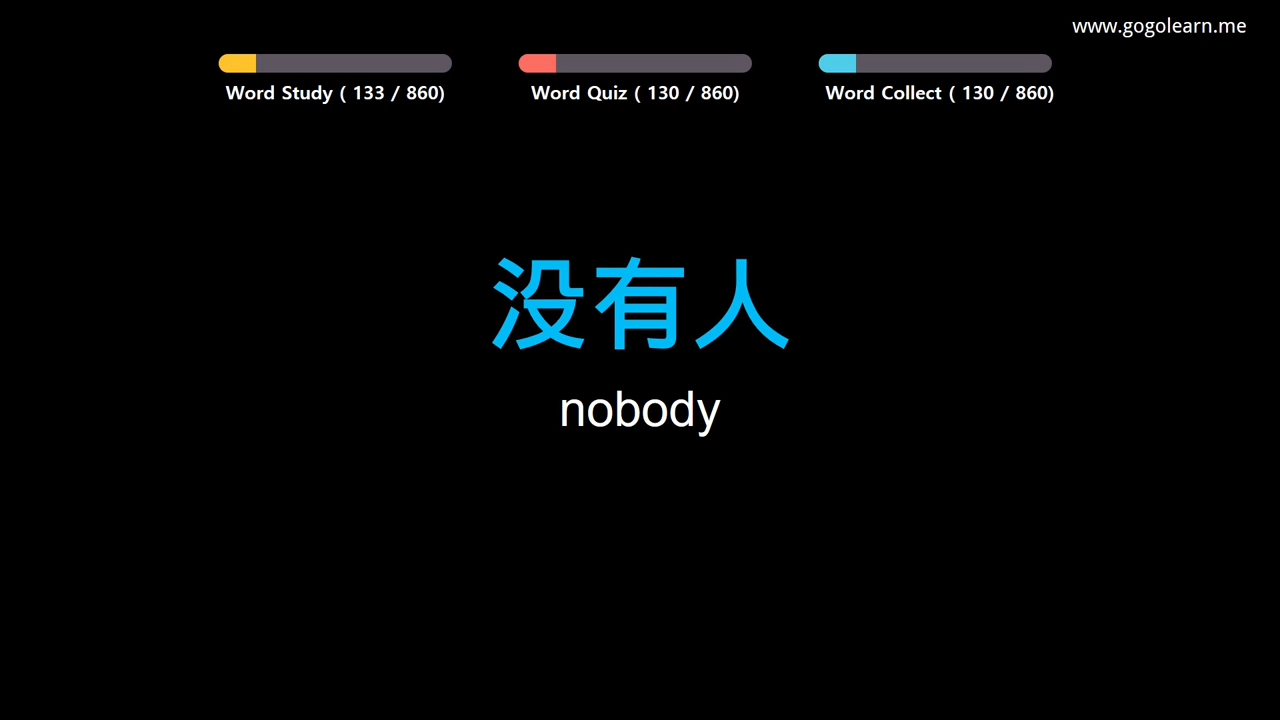 www.gogolearn.me
Word Study ( 133 / 860)
Word Quiz ( 130 / 860)
Word Collect ( 130 / 860)
没有人
nobody